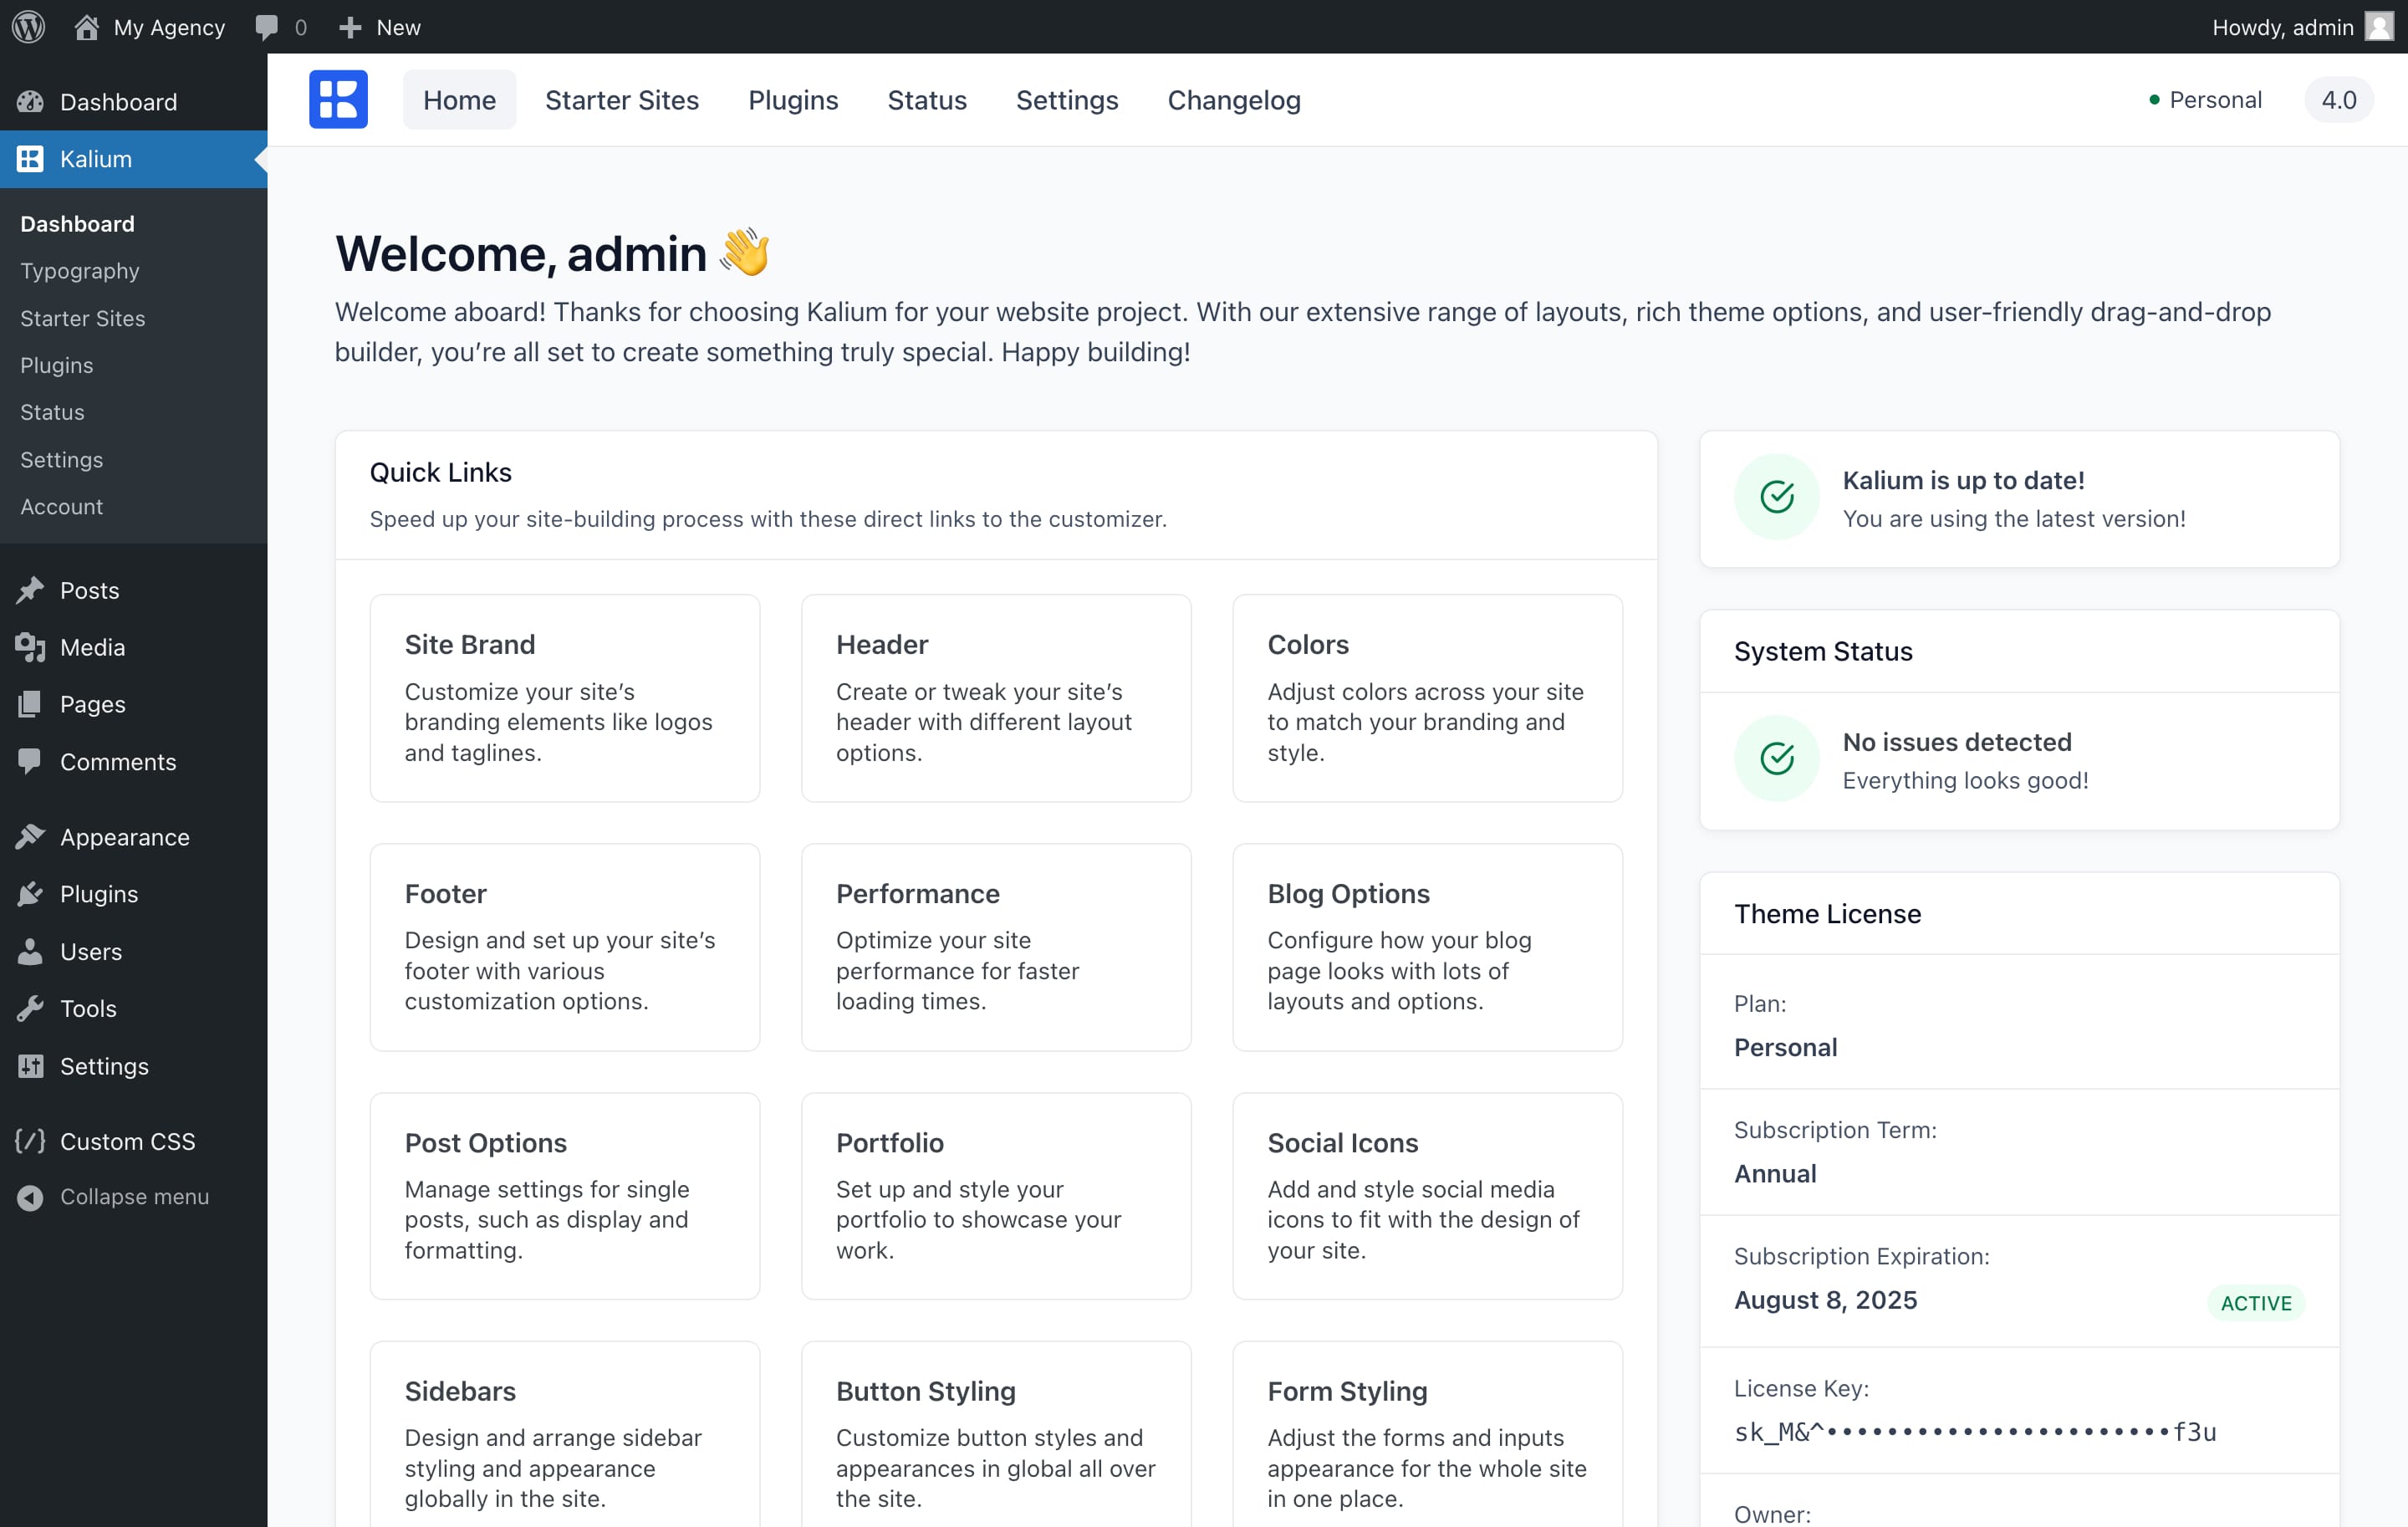 My Agency
0
New
Howdy, admin
Dashboard
Kalium
Dashboard
Typography
Starter Sites
Plugins
Status
Settings
Account
Posts
Media
Pages
Comments
Appearance
Plugins
Users
Tools
Settings
Custom CSS
Collapse menu
Home
Starter Sites
Plugins
Status
Settings
Changelog
Personal
4.0
Welcome, admin 👋
Welcome aboard! Thanks for choosing Kalium for your website project. With our extensive range of layouts, rich theme options, and user-friendly drag-and-drop
builder, you’re all set to create something truly special. Happy building!
Quick Links
Speed up your site-building process with these direct links to the customizer.
Site Brand
Customize your site’s
branding elements like logos
and taglines.
Header
Create or tweak your site’s
header with different layout
options.
Colors
Adjust colors across your site
to match your branding and
style.
Footer
Design and set up your site’s
footer with various
customization options.
Performance
Optimize your site
performance for faster
loading times.
Blog Options
Configure how your blog
page looks with lots of
layouts and options.
Post Options
Manage settings for single
posts, such as display and
formatting.
Portfolio
Set up and style your
portfolio to showcase your
work.
Social Icons
Add and style social media
icons to fit with the design of
your site.
Sidebars
Design and arrange sidebar
styling and appearance
globally in the site.
Button Styling
Customize button styles and
appearances in global all over
the site.
Form Styling
Adjust the forms and inputs
appearance for the whole site
in one place.
Kalium is up to date!
You are using the latest version!
System Status
No issues detected
Everything looks good!
Theme License
Plan:
Personal
Subscription Term:
Annual
Subscription Expiration:
August 8, 2025
ACTIVE
License Key:
sk_M&^•••••••••••••••••••••••f3u
Owner: